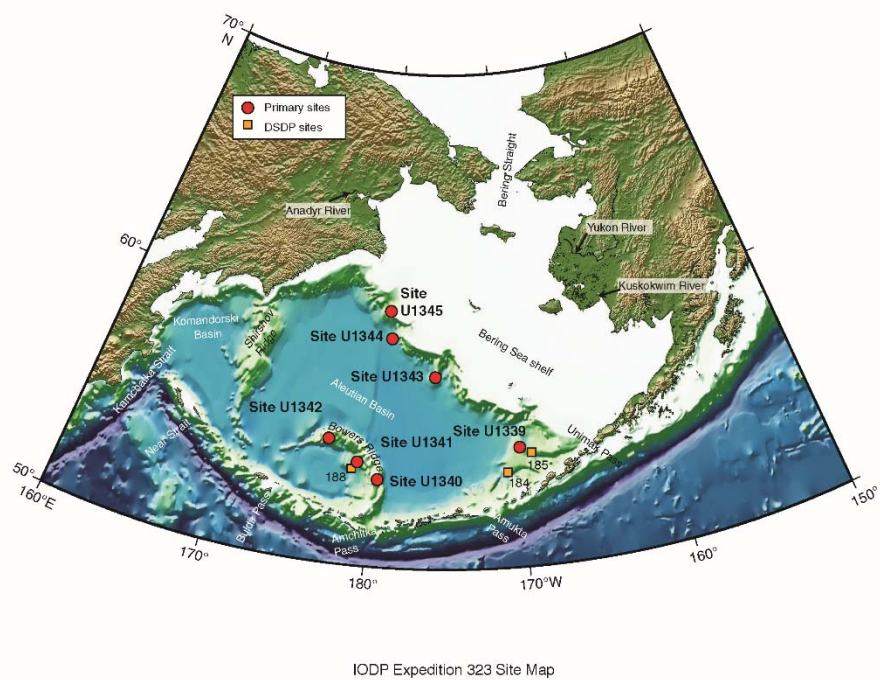 70°
N
Primary sites
DSDP sites
Bering Straight
Anadyr River
Yukon River
60°
Kuskokwim River
Site
U1345
Komandorski
Basin
Shirshov
Ridge
Site U1344
Bering Sea shelf
Site U1343
Kamchatka Strait
Aleutian Basin
Site U1342
Near Strait
Bowers Ridge
Site U1341
Site U1339
Unimak Pass
185
184
188
Site U1340
50°
160°E
150°
Buldir Pass
Amchitka
Pass
Amukta
Pass
170°
160°
180°
170°W
IODP Expedition 323 Site Map